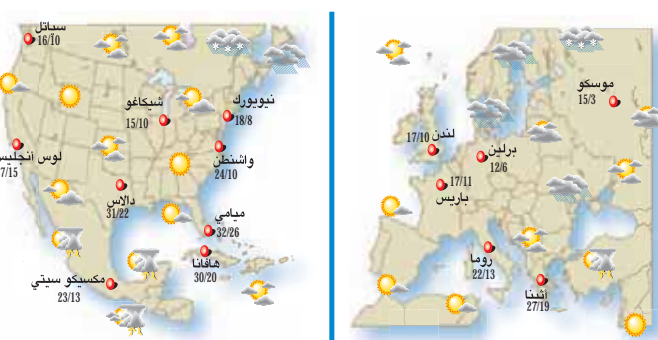 سياتل
16/10
شيكاغو
15/10
نيويورك
18/8
واشنطن
24/10
لوس انجليس
7/15
دالاس
31/22
ميامي
32/26
هافانا
30/20
مكسيكو سيتي
23/13
موسكو
15/3
لندن
17/10
برلين
12/6
17/11
باريس
روما
22/13
أثينا
27/19